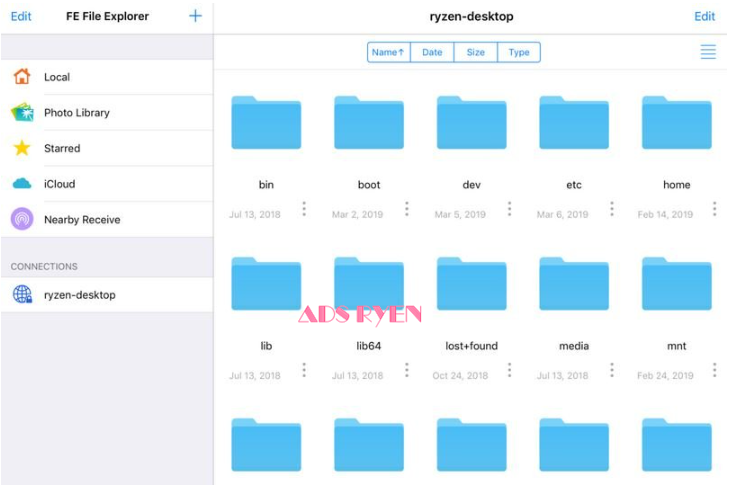 Edit FE File Explorer +
ryzen-desktop Edit
Name↑ Date Size Type
Local
Photo Library
Starred
iCloud
Nearby Receive
CONNECTIONS
ryzen-desktop
bin boot dev etc home
Jul 13, 2018 Mar 2, 2019 Mar 5, 2019 Mar 6, 2019 Feb 14, 2019
ADS RYEN
lib lib64 lost+found media mnt
Jul 13, 2018 Jul 13, 2018 Oct 24, 2018 Jul 13, 2018 Feb 24, 2019